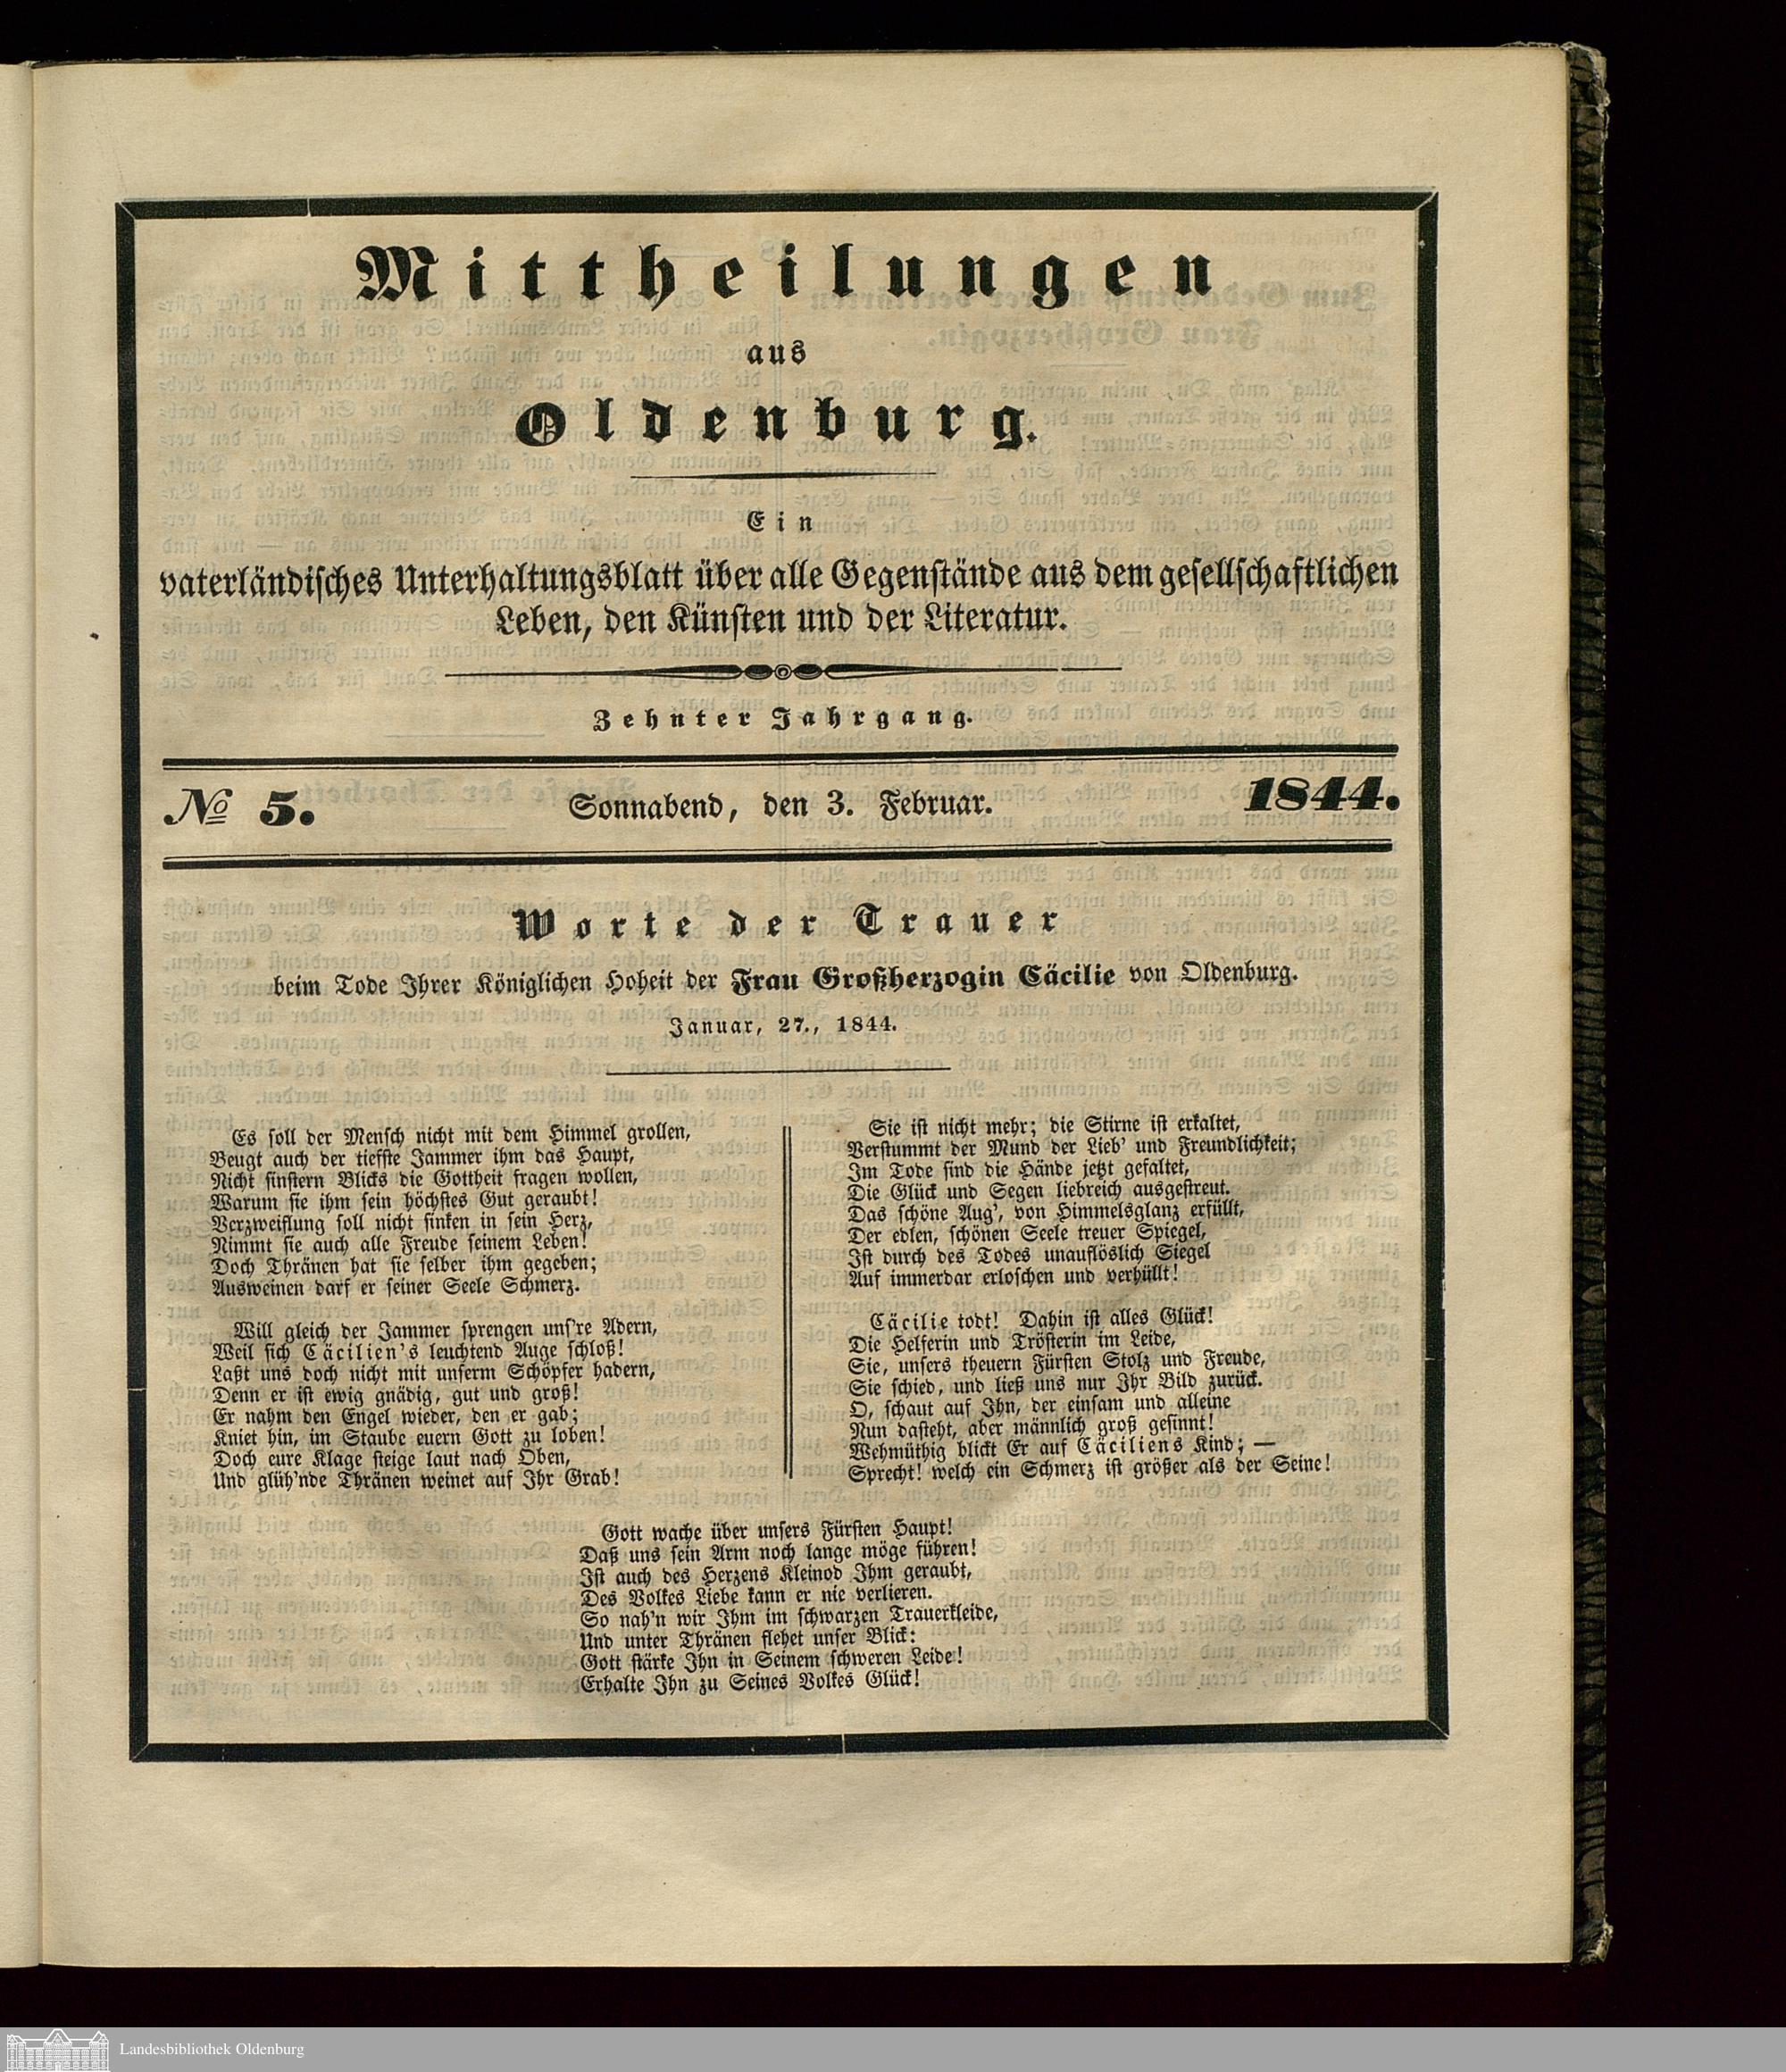 Mittheilungen
aus
Oldenburg.
Ein
vaterländisches Unterhaltungsblatt über alle Gegenstände aus dem gesellschaftlichen
Leben, den Künsten und der Literatur.
Zehnter Jahrgang.
№ 5. Sonnabend, den 3. Februar. 1844.
Worte der Trauer
beim Tode Ihrer Königlichen Hoheit der Frau Großherzogin Cäcilie von Oldenburg.
Januar, 27., 1844.
Es soll der Mensch nicht mit dem Himmel grollen,
Beugt auch der tiefste Jammer ihm das Haupt,
Nicht finstern Blicks die Gottheit fragen wollen,
Warum sie ihm sein höchstes Gut geraubt!
Verzweiflung soll nicht sinken in sein Herz,
Nimmt sie auch alle Freude seinem Leben!
Doch Thränen hat sie selber ihm gegeben;
Ausweinen darf er seiner Seele Schmerz.
Will gleich der Jammer sprengen uns're Adern,
Weil sich Cäcilien's leuchtend Auge schloß!
Laßt uns doch nicht mit unserm Schöpfer hadern,
Denn er ist ewig gnädig, gut und groß!
Er nahm den Engel wieder, den er gab;
Kniet hin, im Staube euern Gott zu loben!
Doch eure Klage steige laut nach Oben,
Und glüh'nde Thränen weinet auf Ihr Grab!
Sie ist nicht mehr; die Stirne ist erkaltet,
Verstummt der Mund der Lieb' und Freundlichkeit;
Im Tode sind die Hände jetzt gefaltet,
Die Glück und Segen liebreich ausgestreut.
Das schöne Aug', von Himmelsglanz erfüllt,
Der edlen, schönen Seele treuer Spiegel,
Ist durch des Todes unauflöslich Siegel
Auf immerdar erloschen und verhüllt!
Cäcilie todt! Dahin ist alles Glück!
Die Helferin und Trösterin im Leide,
Sie, unsers theuern Fürsten Stolz und Freude,
Sie schied, und ließ uns nur Ihr Bild zurück.
O, schaut auf Ihn, der einsam und alleine
Nun dasteht, aber männlich groß gesinnt!
Wehmüthig blickt Er auf Cäciliens Kind; —
Sprecht! welch ein Schmerz ist größer als der Seine!
Gott wache über unsers Fürsten Haupt!
Daß uns sein Arm noch lange möge führen!
Ist auch des Herzens Kleinod Ihm geraubt,
Des Volkes Liebe kann er nie verlieren.
So nah'n wir Ihm im schwarzen Trauerkleide,
Und unter Thränen flehet unser Blick:
Gott stärke Ihn in Seinem schweren Leide!
Erhalte Ihn zu Seines Volkes Glück!
Landesbibliothek Oldenburg